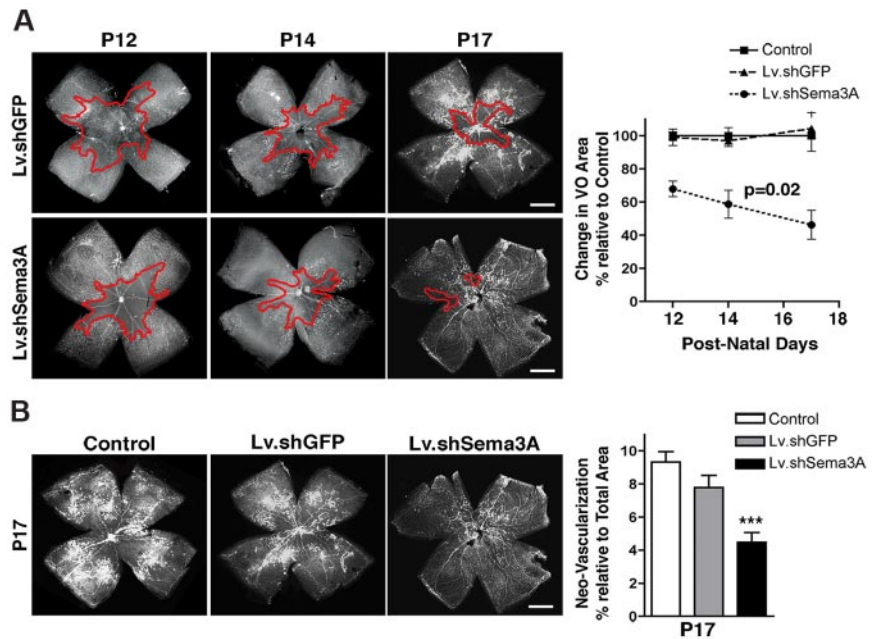 A
P12 P14 P17
Lv.shGFP
Lv.shSema3A
Control
Lv.shGFP
Lv.shSema3A
Change in VO Area
% relative to Control
100
80
60
40
20
0
p=0.02
12 14 16 18
Post-Natal Days
B
Control Lv.shGFP Lv.shSema3A
P17
Control
Lv.shGFP
Lv.shSema3A
Neo-Vascularization
% relative to Total Area
10
8
6
4
2
0
***
P17